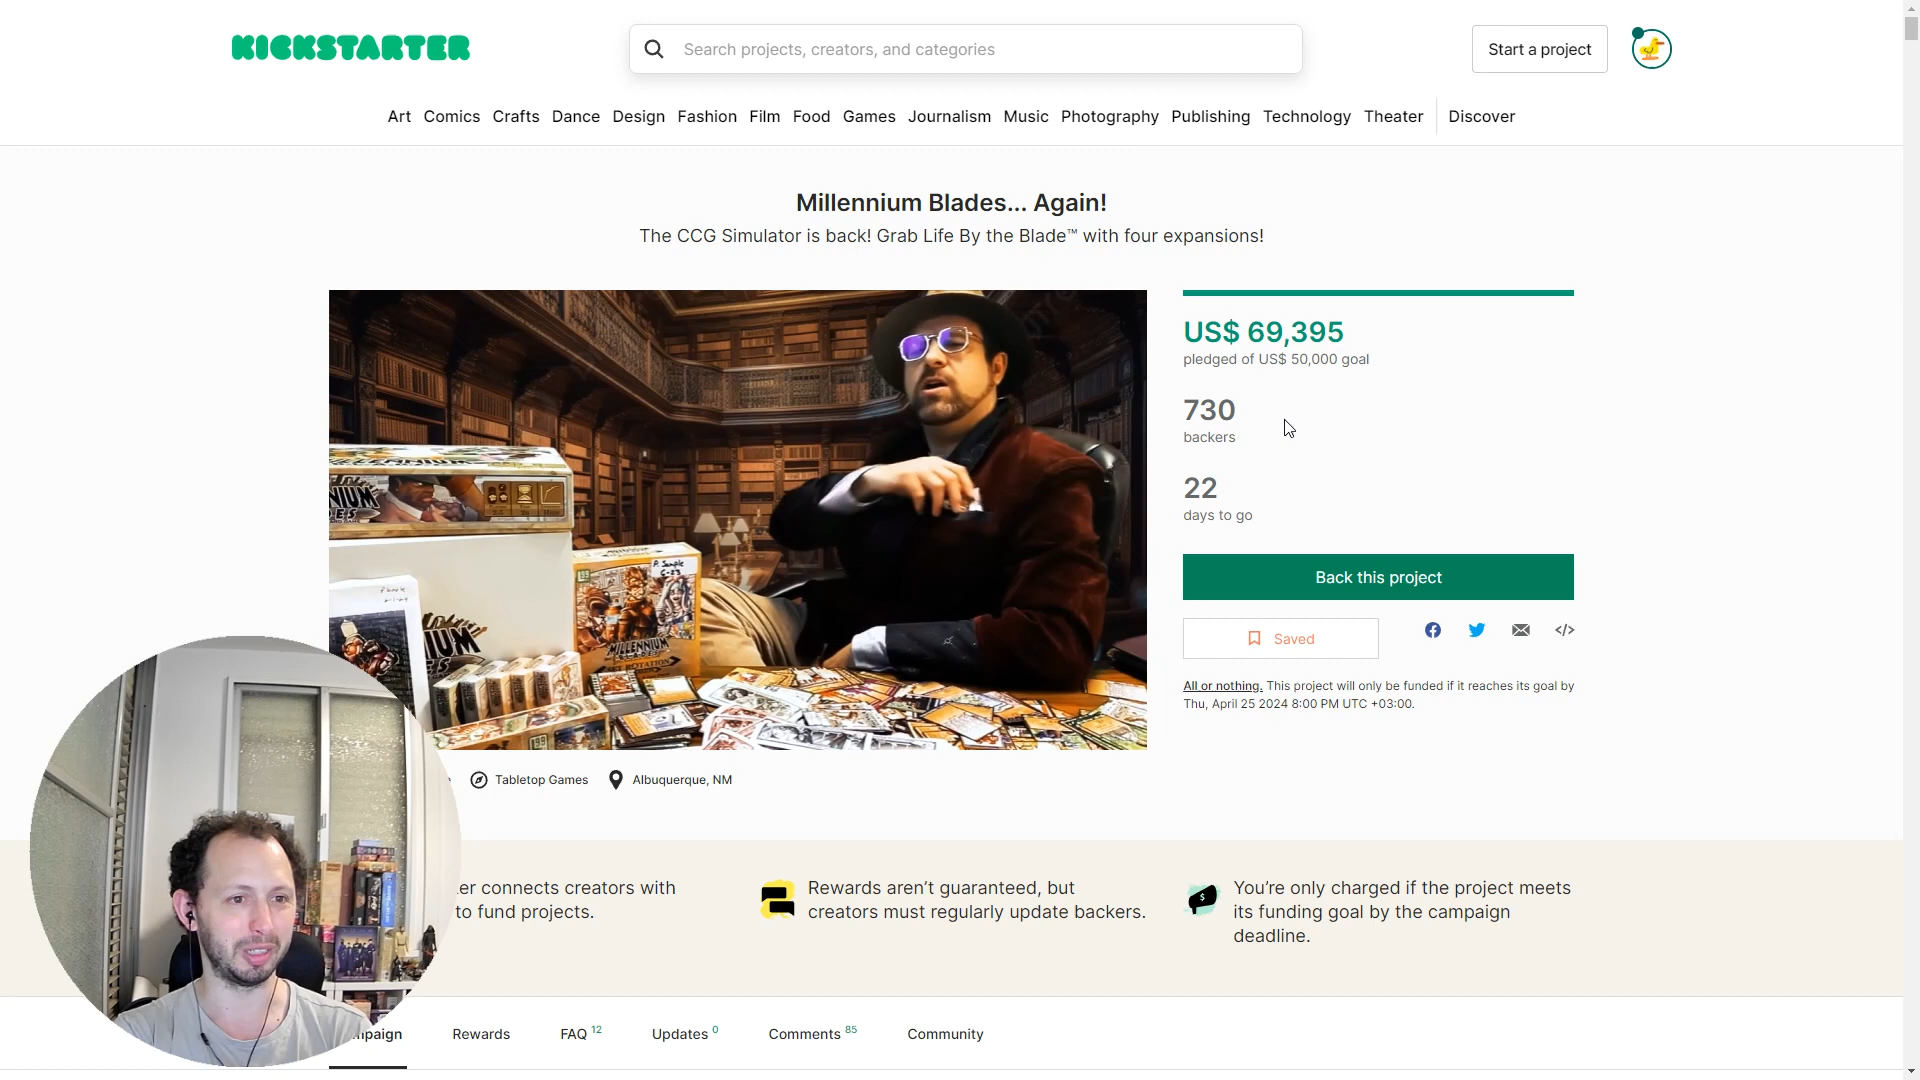 KICKSTARTER
Search projects, creators, and categories
Start a project
Art Comics Crafts Dance Design Fashion Film Food Games Journalism Music Photography Publishing Technology Theater Discover
Millennium Blades... Again!
The CCG Simulator is back! Grab Life By the Blade™ with four expansions!
US$ 69,395
pledged of US$ 50,000 goal
730
backers
22
days to go
Back this project
Saved
</>
All or nothing. This project will only be funded if it reaches its goal by
Thu, April 25 2024 8:00 PM UTC +03:00.
P. Sample
MILLENNIUM
BLADES
SET ROTATION
Tabletop Games
Albuquerque, NM
er connects creators with
to fund projects.
Rewards aren't guaranteed, but
creators must regularly update backers.
You're only charged if the project meets
its funding goal by the campaign
deadline.
paign
Rewards
FAQ 12
Updates 0
Comments 85
Community